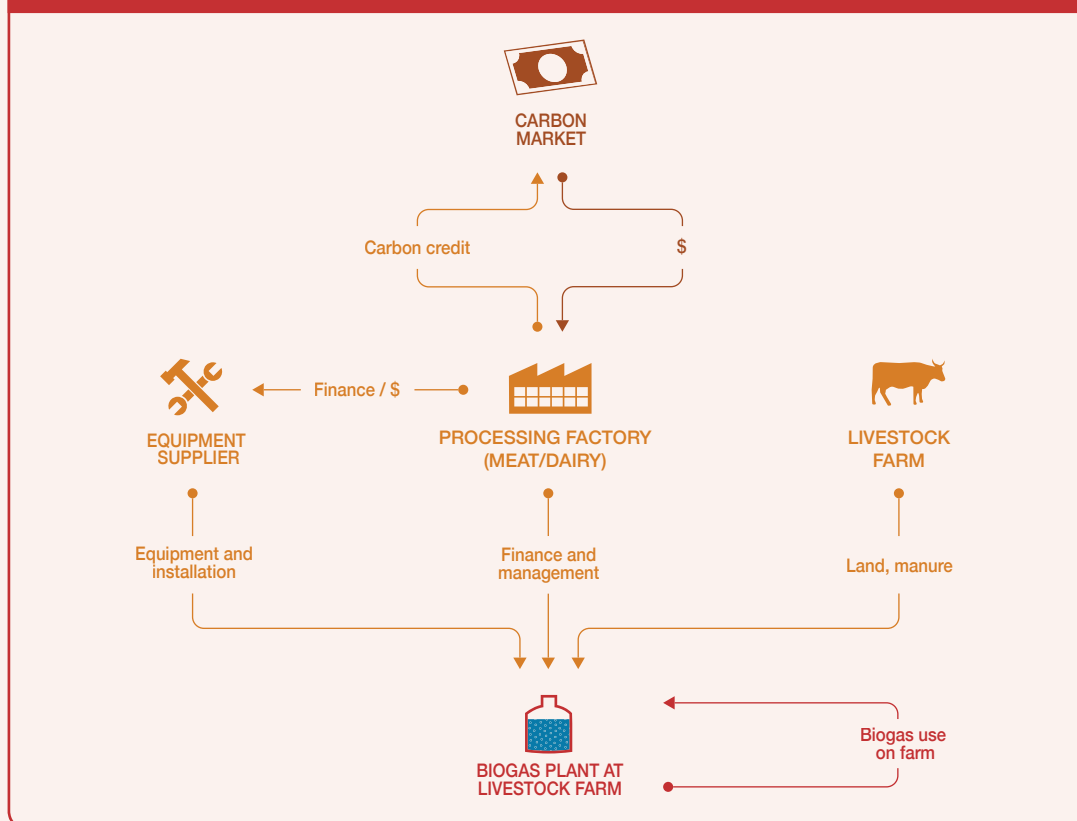 CARBON
MARKET
Carbon credit
$
Finance / $
EQUIPMENT
SUPPLIER
PROCESSING FACTORY
(MEAT/DAIRY)
LIVESTOCK
FARM
Equipment and
installation
Finance and
management
Land, manure
BIOGAS PLANT AT
LIVESTOCK FARM
Biogas use
on farm